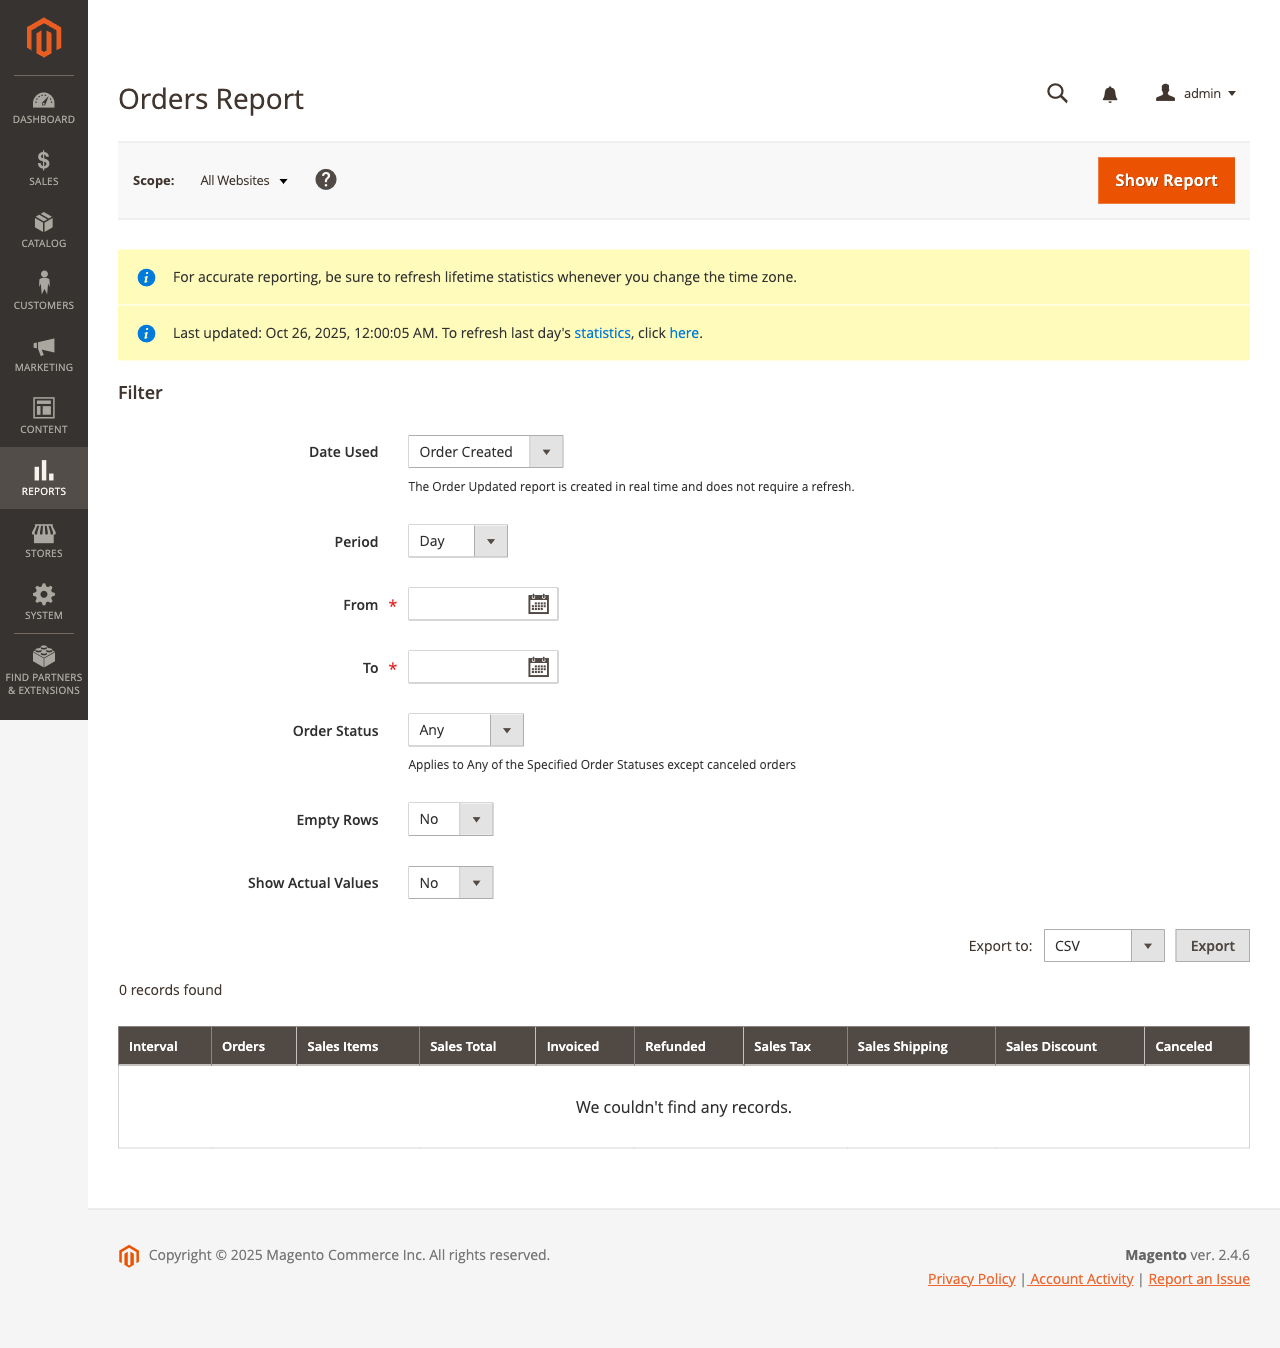 DASHBOARD
SALES
CATALOG
CUSTOMERS
MARKETING
CONTENT
REPORTS
STORES
SYSTEM
FIND PARTNERS
& EXTENSIONS
Orders Report
admin
Scope:
All Websites
Show Report
For accurate reporting, be sure to refresh lifetime statistics whenever you change the time zone.
Last updated: Oct 26, 2025, 12:00:05 AM. To refresh last day's statistics, click here.
Filter
Date Used
Order Created
The Order Updated report is created in real time and does not require a refresh.
Period
Day
From *
To *
Order Status
Any
Applies to Any of the Specified Order Statuses except canceled orders
Empty Rows
No
Show Actual Values
No
Export to:
CSV
Export
0 records found
Interval Orders Sales Items Sales Total Invoiced Refunded Sales Tax Sales Shipping Sales Discount Canceled
We couldn't find any records.
Copyright © 2025 Magento Commerce Inc. All rights reserved.
Magento ver. 2.4.6
Privacy Policy | Account Activity | Report an Issue